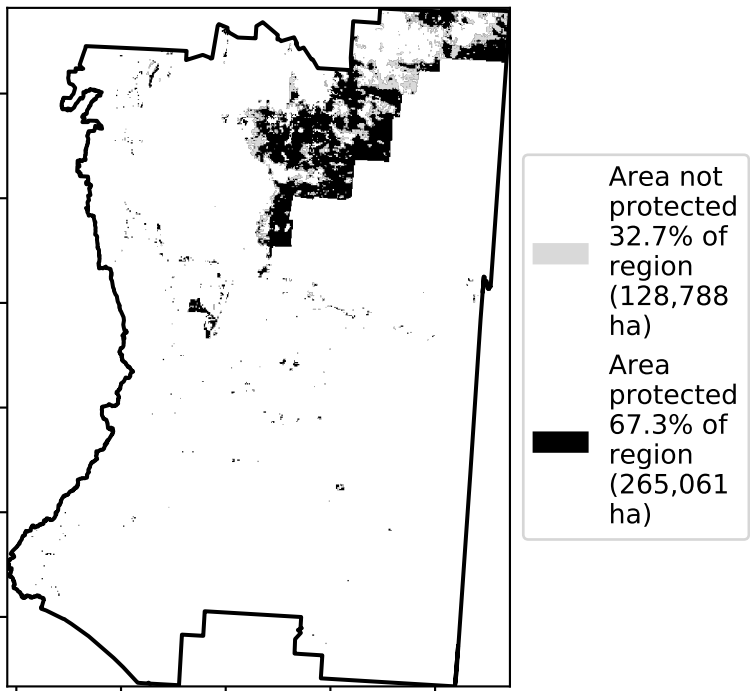 Area not
protected
32.7% of
region
(128,788
ha)
Area
protected
67.3% of
region
(265,061
ha)